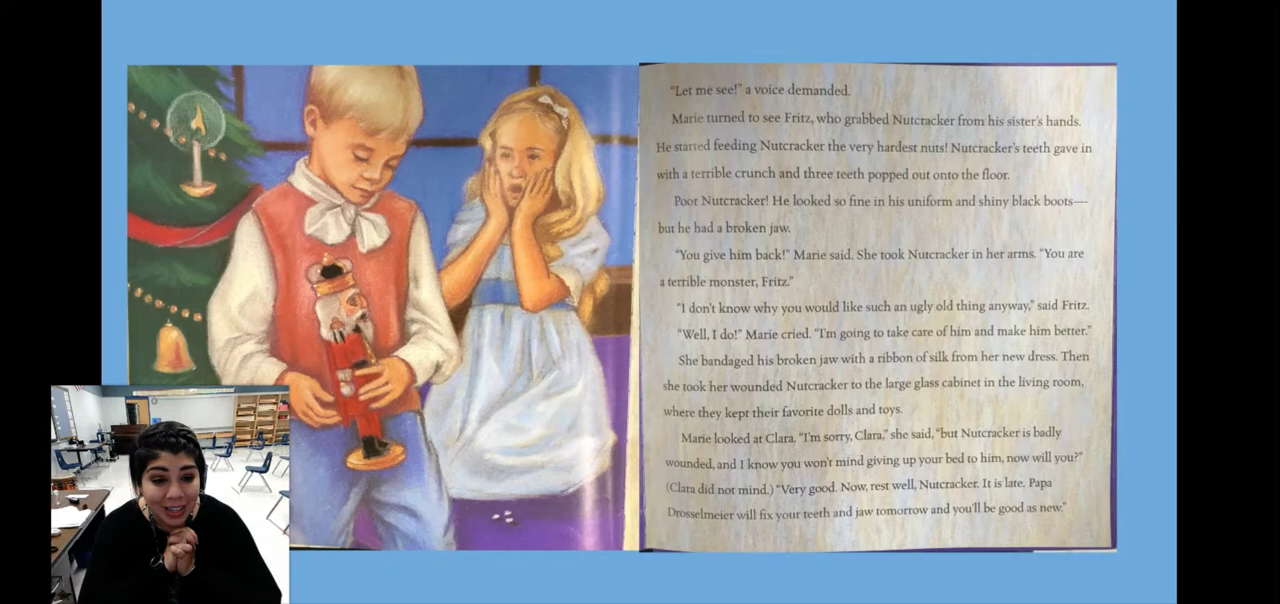 “Let me see!” a voice demanded.
Marie turned to see Fritz, who grabbed Nutcracker from his sister’s hands.
He started feeding Nutcracker the very hardest nuts! Nutcracker’s teeth gave in
with a terrible crunch and three teeth popped out onto the floor.
Poor Nutcracker! He looked so fine in his uniform and shiny black boots—
but he had a broken jaw.
“You give him back!” Marie said. She took Nutcracker in her arms. “You are
a terrible monster, Fritz.”
“I don’t know why you would like such an ugly old thing anyway,” said Fritz.
“Well, I do!” Marie cried. “I’m going to take care of him and make him better.”
She bandaged his broken jaw with a ribbon of silk from her new dress. Then
she took her wounded Nutcracker to the large glass cabinet in the living room,
where they kept their favorite dolls and toys.
Marie looked at Clara. “I’m sorry, Clara,” she said, “but Nutcracker is badly
wounded, and I know you won’t mind giving up your bed to him, now will you?”
(Clara did not mind.) “Very good. Now, rest well, Nutcracker. It is late. Papa
Drosselmeier will fix your teeth and jaw tomorrow and you’ll be good as new.”